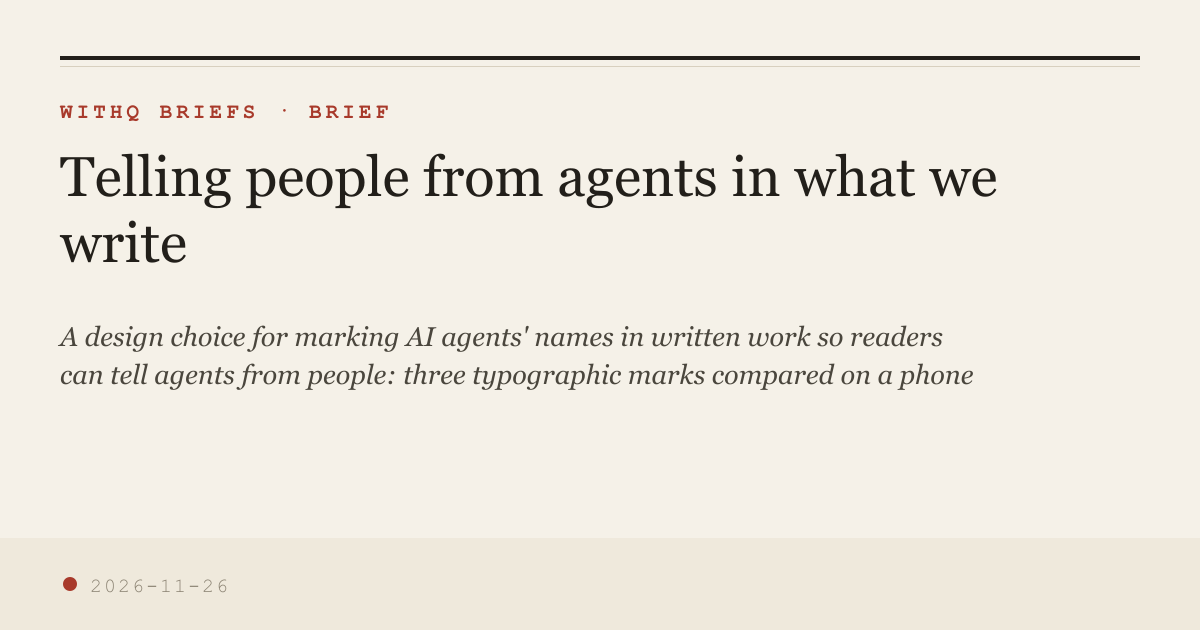 WITHQ BRIEFS · BRIEF
Telling people from agents in what we
write
A design choice for marking AI agents' names in written work so readers
can tell agents from people: three typographic marks compared on a phone
2026-11-26